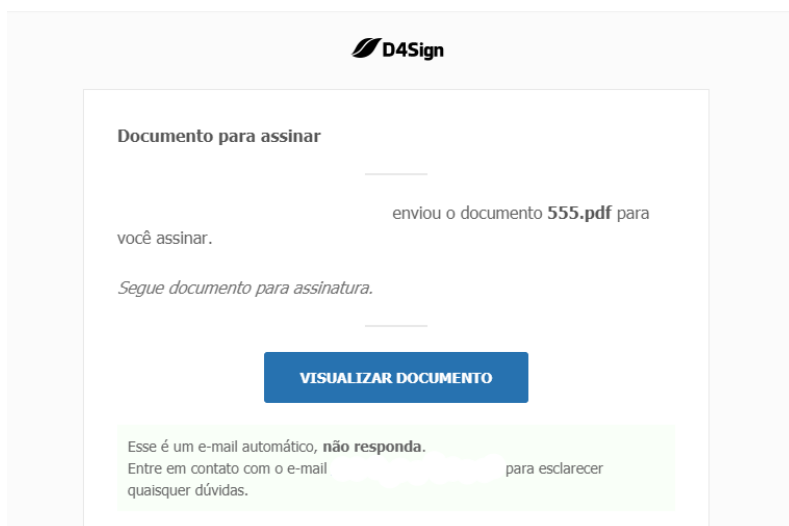 D4Sign
Documento para assinar
enviou o documento 555.pdf para
você assinar.
Segue documento para assinatura.
VISUALIZAR DOCUMENTO
Esse é um e-mail automático, não responda.
Entre em contato com o e-mail para esclarecer
quaisquer dúvidas.